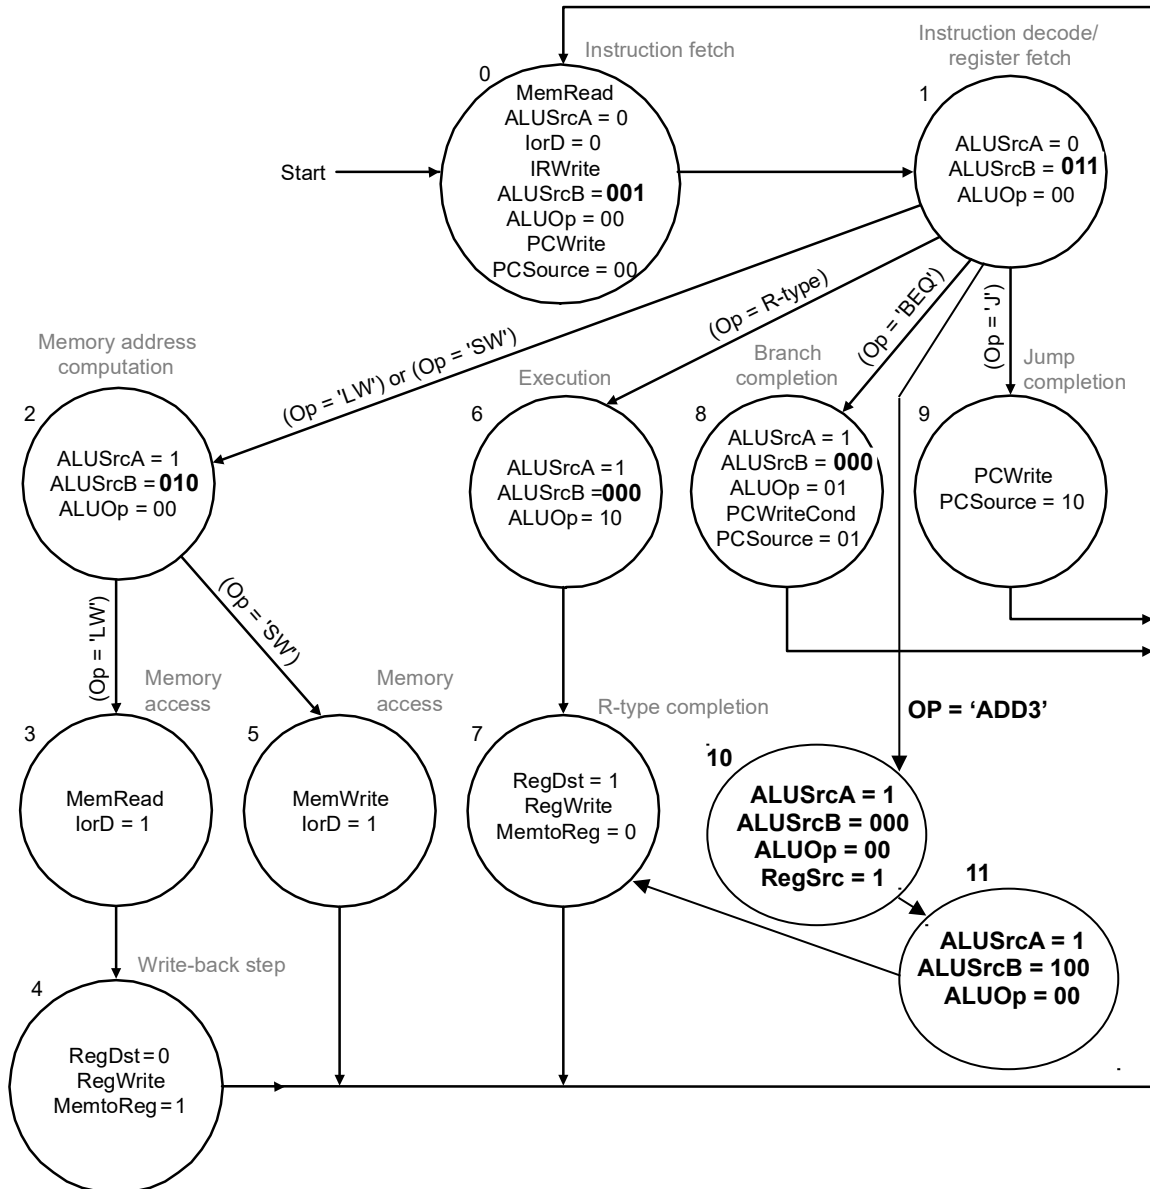 Instruction fetch
Instruction decode/
register fetch
0
MemRead
ALUSrcA = 0
IorD = 0
IRWrite
ALUSrcB = 001
ALUOp = 00
PCWrite
PCSource = 00
Start
1
ALUSrcA = 0
ALUSrcB = 011
ALUOp = 00
(Op = 'LW') or (Op = 'SW')
(Op = R-type)
(Op = 'BEQ')
(Op = 'J')
Memory address
computation
2
ALUSrcA = 1
ALUSrcB = 010
ALUOp = 00
Execution
6
ALUSrcA =1
ALUSrcB =000
ALUOp = 10
Branch
completion
8
ALUSrcA = 1
ALUSrcB = 000
ALUOp = 01
PCWriteCond
PCSource = 01
Jump
completion
9
PCWrite
PCSource = 10
(Op = 'LW')
(Op = 'SW')
Memory
access
3
MemRead
IorD = 1
Memory
access
5
MemWrite
IorD = 1
R-type completion
7
RegDst = 1
RegWrite
MemtoReg = 0
OP = ‘ADD3’
10
ALUSrcA = 1
ALUSrcB = 000
ALUOp = 00
RegSrc = 1
11
ALUSrcA = 1
ALUSrcB = 100
ALUOp = 00
Write-back step
4
RegDst = 0
RegWrite
MemtoReg = 1